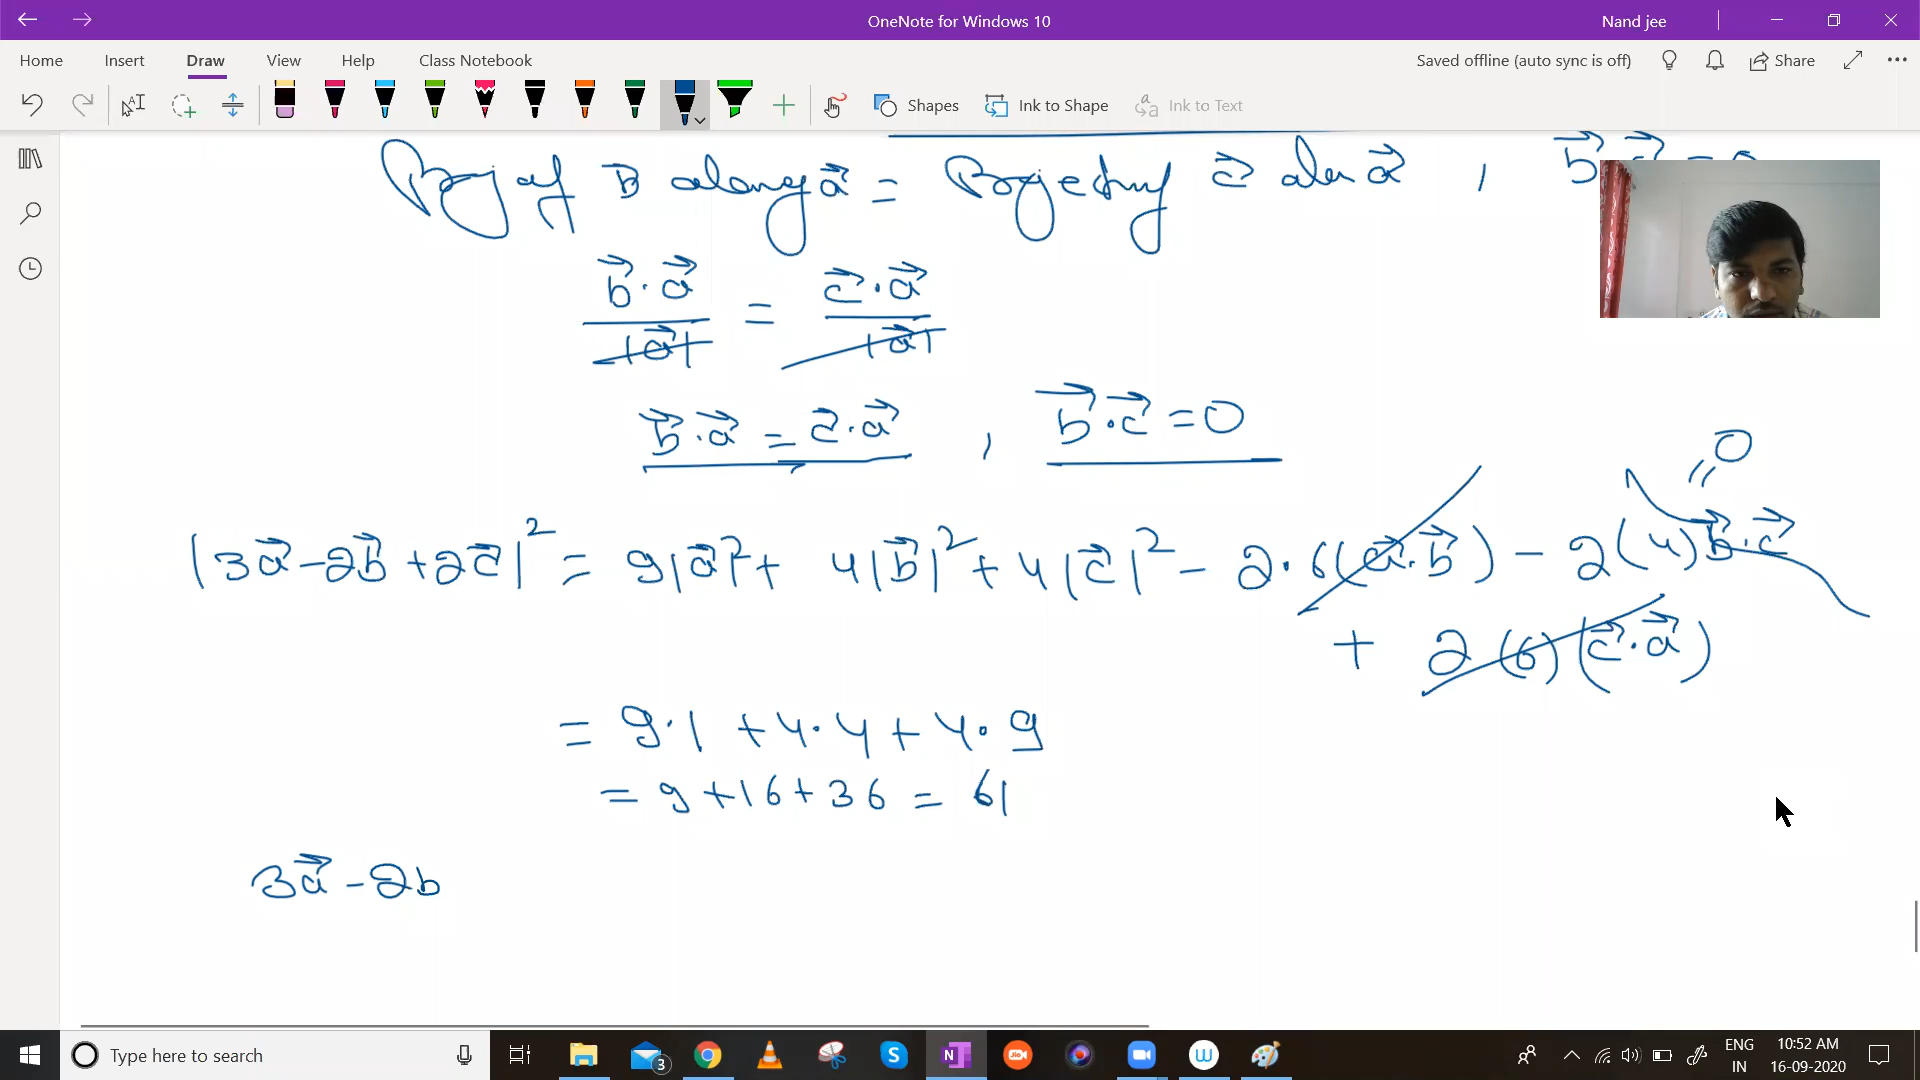 OneNote for Windows 10
Nand jee
Home Insert Draw View Help Class Notebook
Saved offline (auto sync is off) Share
Shapes Ink to Shape Ink to Text
Proj of b⃗ along a⃗ = c⃗ a⃗ ,
b⃗·a⃗ / |a⃗| = c⃗·a⃗ / |a⃗|
b⃗·a⃗ = c⃗·a⃗ , b⃗·c⃗ = 0
|3a⃗ - 2b⃗ + 2c⃗|² = 9|a⃗|² + 4|b⃗|² + 4|c⃗|² - 2·6(a⃗·b⃗) - 2(4)b⃗·c⃗
= 0
+ 2(6)(c⃗·a⃗)
= 9·1 + 4·4 + 4·9
= 9 + 16 + 36 = 61
3a⃗ - 2b
Type here to search
3
ENG
IN
10:52 AM
16-09-2020